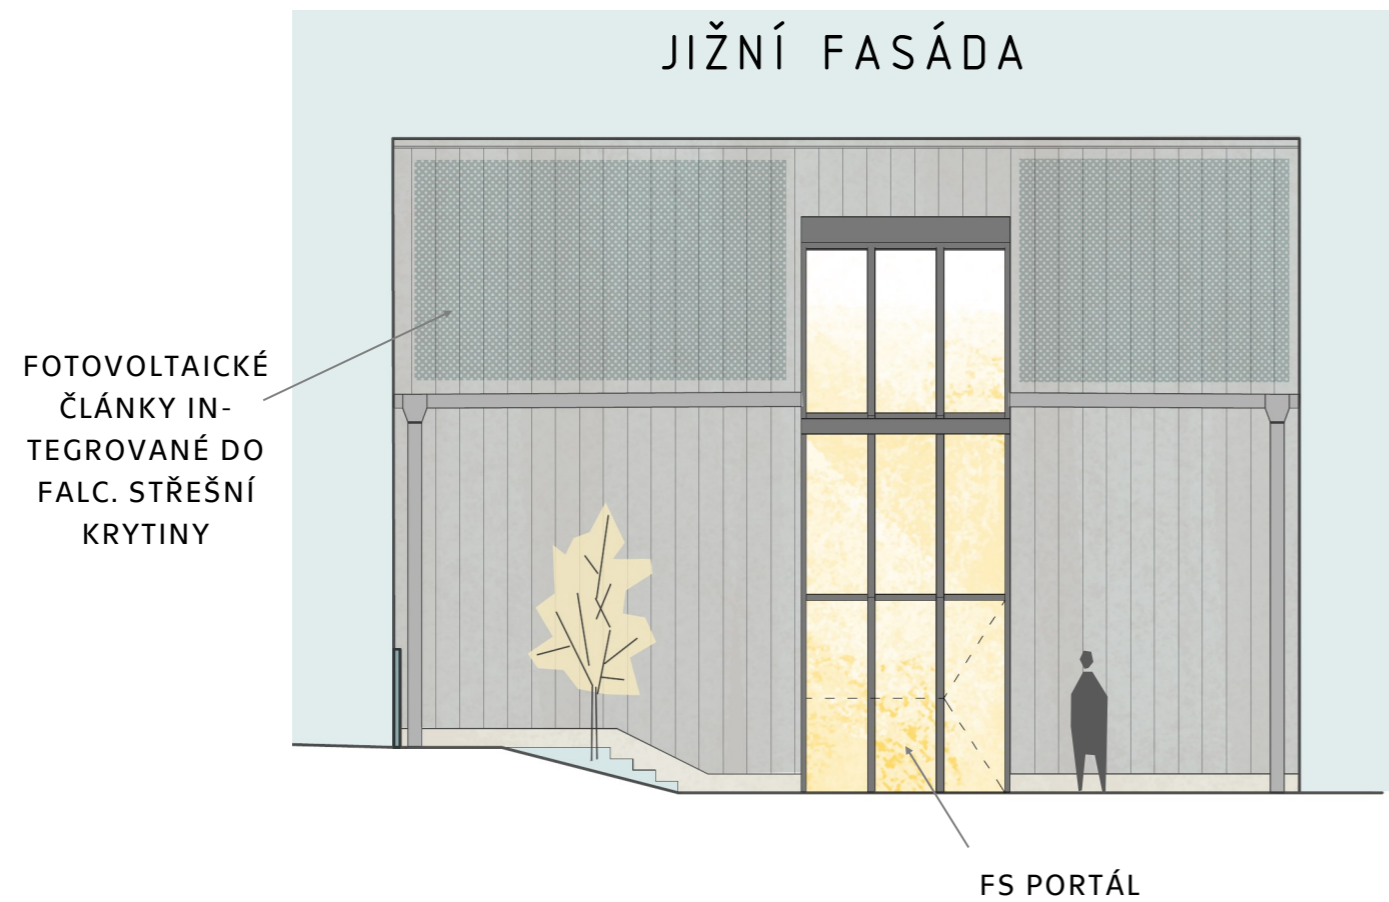 JIŽNÍ FASÁDA
FOTOVOLTAICKÉ
ČLÁNKY IN-
TEGROVANÉ DO
FALC. STŘEŠNÍ
KRYTINY
FS PORTÁL